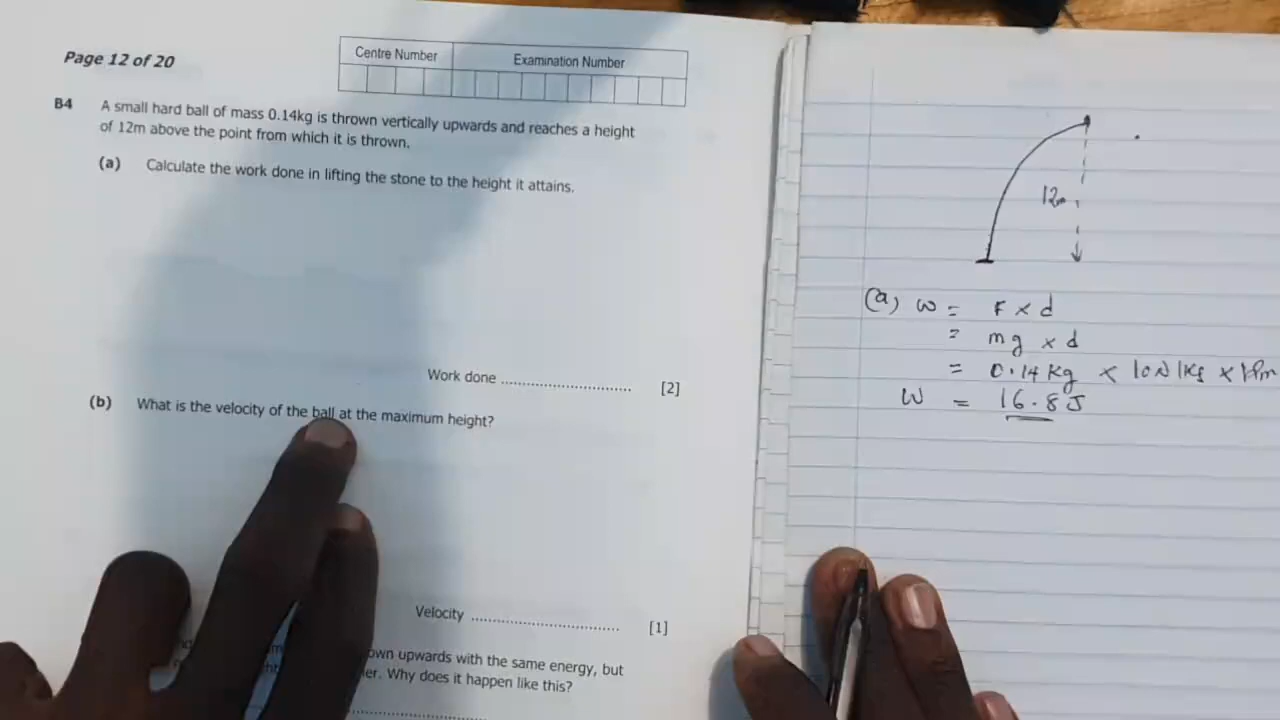 Page 12 of 20
Centre Number
Examination Number
B4 A small hard ball of mass 0.14kg is thrown vertically upwards and reaches a height
of 12m above the point from which it is thrown.
(a) Calculate the work done in lifting the stone to the height it attains.
Work done ............................. [2]
(b) What is the velocity of the ball at the maximum height?
Velocity ................................. [1]
own upwards with the same energy, but
er. Why does it happen like this?
12m
(a) W = F x d
= mg x d
= 0.14 Kg x 10N/Kg x 12m
W = 16.8J